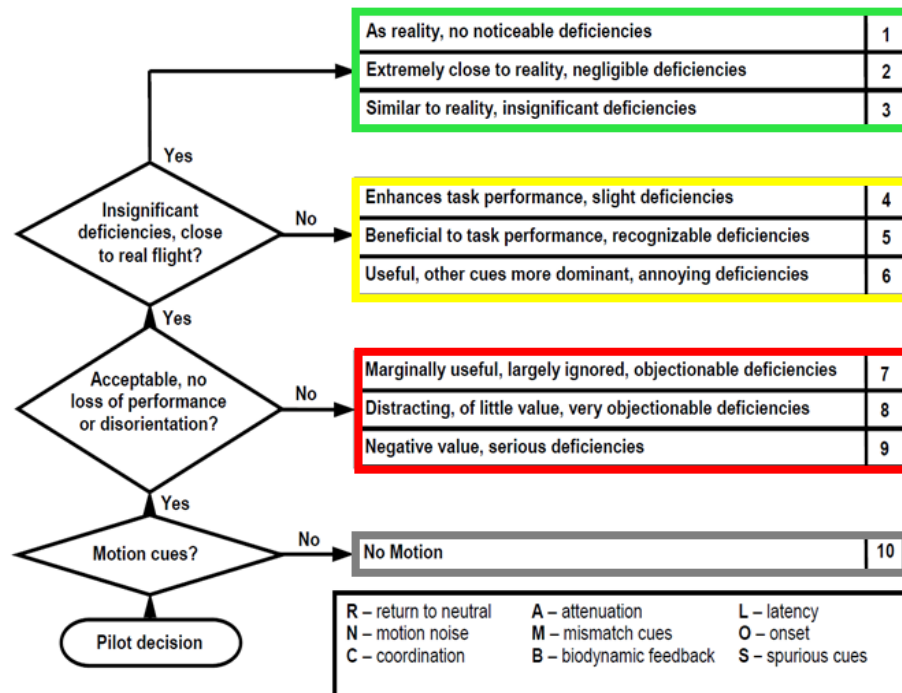 As reality, no noticeable deficiencies 1
Extremely close to reality, negligible deficiencies 2
Similar to reality, insignificant deficiencies 3
Yes
Insignificant
deficiencies, close
to real flight?
No
Enhances task performance, slight deficiencies 4
Beneficial to task performance, recognizable deficiencies 5
Useful, other cues more dominant, annoying deficiencies 6
Yes
Acceptable, no
loss of performance
or disorientation?
No
Marginally useful, largely ignored, objectionable deficiencies 7
Distracting, of little value, very objectionable deficiencies 8
Negative value, serious deficiencies 9
Yes
Motion cues?
No
No Motion 10
Pilot decision
R – return to neutral A – attenuation L – latency
N – motion noise M – mismatch cues O – onset
C – coordination B – biodynamic feedback S – spurious cues